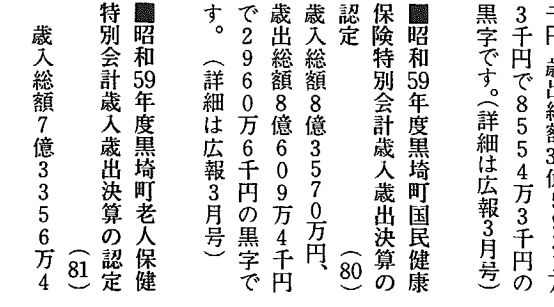 3千円で8554万3千円の
黒字です。(詳細は広報3月号)
■昭和59年度黒埼町国民健康
保険特別会計歳入歳出決算の
認定 (80)
歳入総額8億3570万円、
歳出総額8億609万4千円
で2960万6千円の黒字で
す。(詳細は広報3月号)
■昭和59年度黒埼町老人保健
特別会計歳入歳出決算の認定
(81)
歳入総額7億3356万4